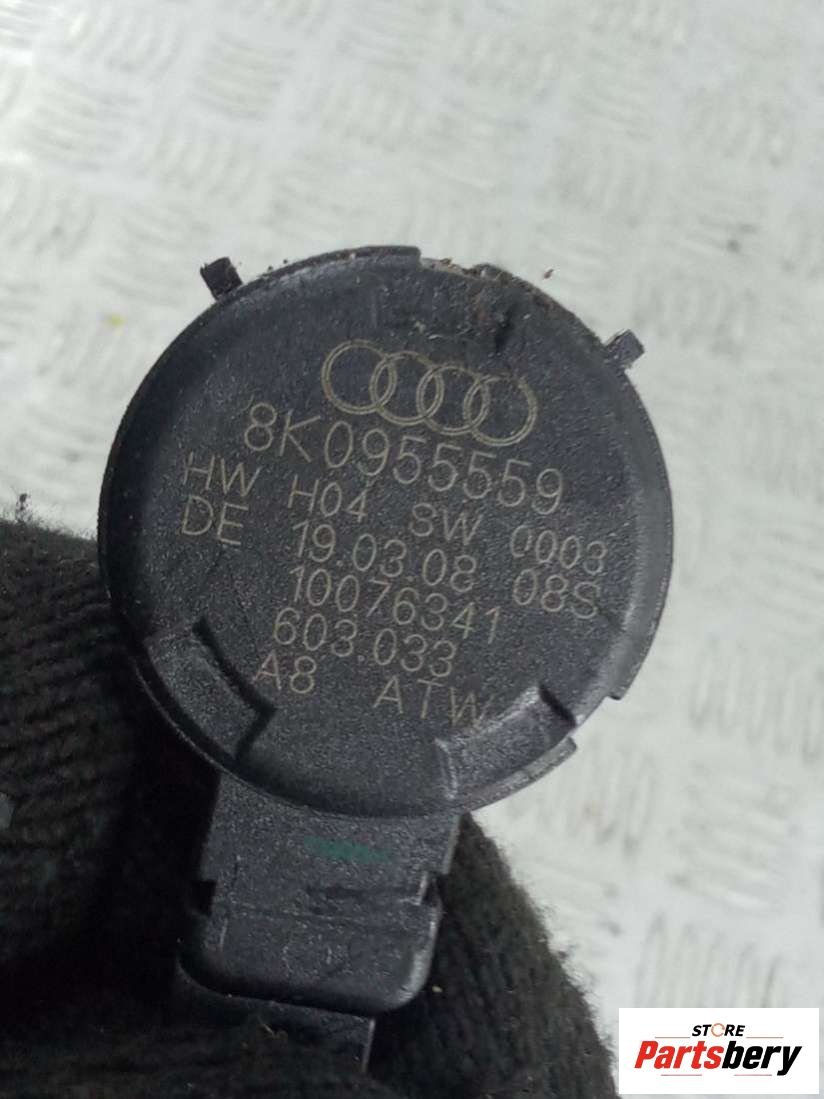 8K0955559
HW H04 SW 0003
DE 19.03.08 08S
10076341
603.033
A8 ATW
STORE
Partsbery